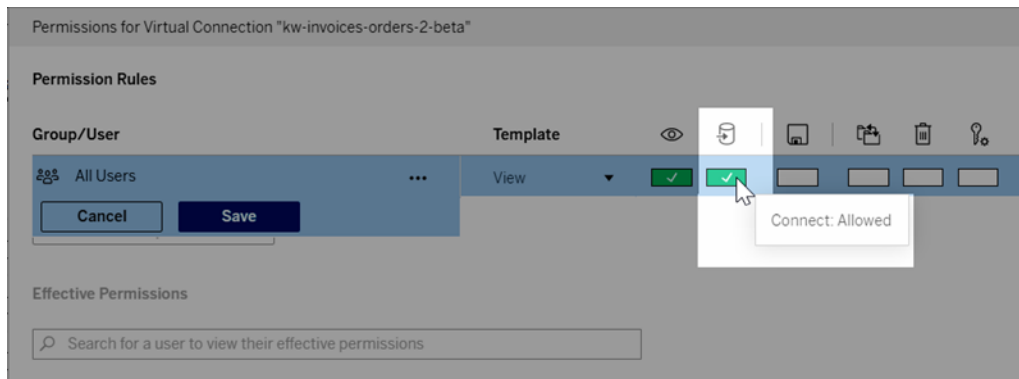 Permissions for Virtual Connection "kw-invoices-orders-2-beta"
Permission Rules
Group/User Template
All Users ••• View
Cancel Save
Connect: Allowed
Effective Permissions
Search for a user to view their effective permissions